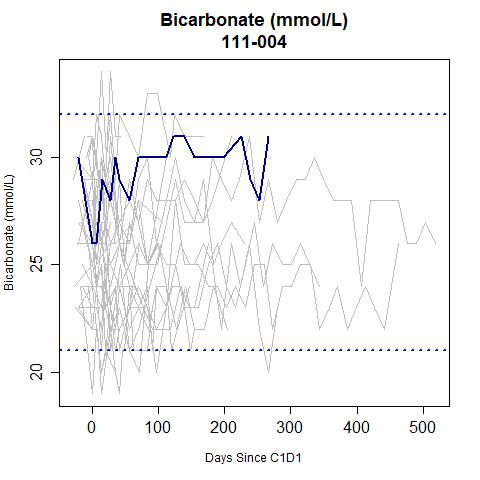 Bicarbonate (mmol/L)
111-004
Bicarbonate (mmol/L)
30
25
20
0 100 200 300 400 500
Days Since C1D1